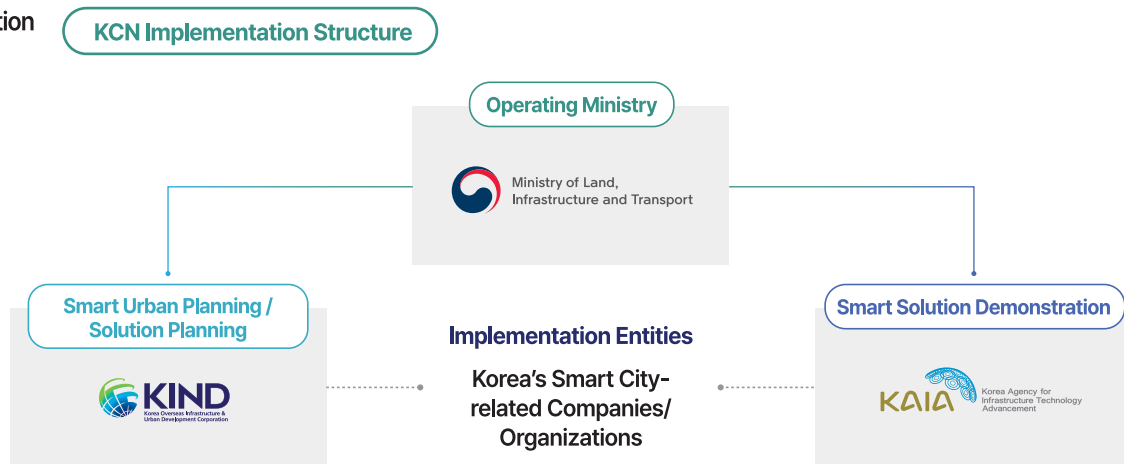 tion
KCN Implementation Structure
Operating Ministry
Ministry of Land,
Infrastructure and Transport
Smart Urban Planning /
Solution Planning
KIND
Korea Overseas Infrastructure &
Urban Development Corporation
Implementation Entities
Korea's Smart City-
related Companies/
Organizations
Smart Solution Demonstration
KAIA
Korea Agency for
Infrastructure Technology
Advancement